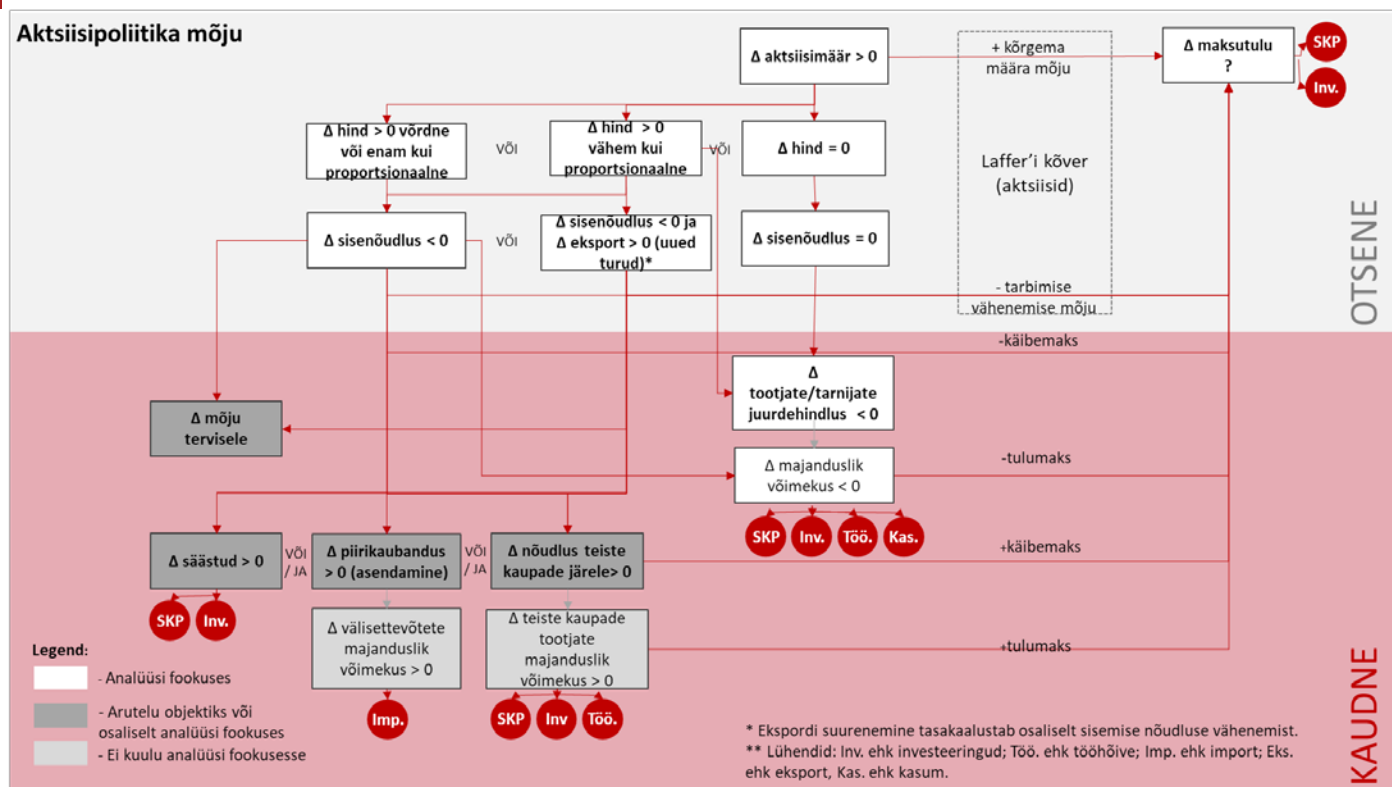 Aktsiisipoliitika mõju
Δ aktsiisimäär > 0
+ kõrgema
määra mõju
Δ maksutulu
?
SKP
Inv.
Δ hind > 0 võrdne
või enam kui
proportsionaalne
VÕI
Δ hind > 0
vähem kui
proportsionaalne
VÕI
Δ hind = 0
Laffer’i kõver
(aktsiisid)
Δ sisenõudlus < 0
VÕI
Δ sisenõudlus < 0 ja
Δ eksport > 0 (uued
turud)*
Δ sisenõudlus = 0
- tarbimise
vähenemise mõju
OTSENE
-käibemaks
Δ
tootjate/tarnijate
juurdehindlus < 0
Δ mõju
tervisele
Δ majanduslik
võimekus < 0
-tulumaks
SKP
Inv.
Töö.
Kas.
Δ säästud > 0
VÕI
/ JA
Δ piirikaubandus
> 0 (asendamine)
VÕI
/ JA
Δ nõudlus teiste
kaupade järele> 0
+käibemaks
SKP
Inv.
Δ välisettevõtete
majanduslik
võimekus > 0
Δ teiste kaupade
tootjate
majanduslik
võimekus > 0
+tulumaks
Imp.
SKP
Inv
Töö.
Legend:
- Analüüsi fookuses
- Arutelu objektiks või
osaliselt analüüsi fookuses
- Ei kuulu analüüsi fookusesse
* Ekspordi suurenemine tasakaalustab osaliselt sisemise nõudluse vähenemist.
** Lühendid: Inv. ehk investeeringud; Töö. ehk tööhõive; Imp. ehk import; Eks.
ehk eksport, Kas. ehk kasum.
KAUDNE